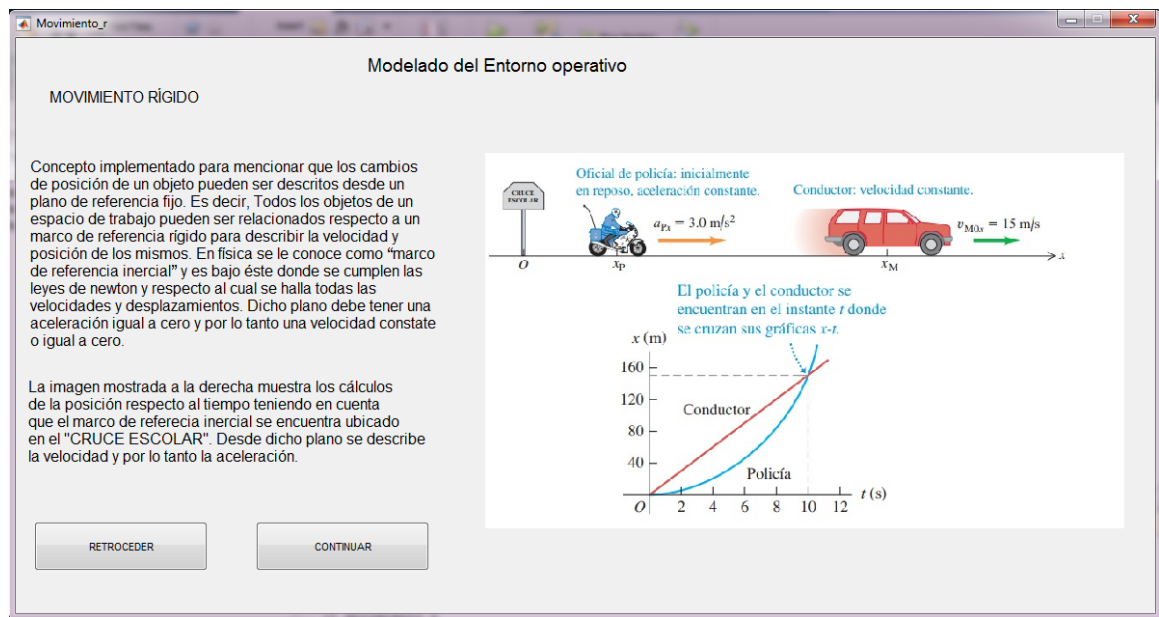 Movimiento_r
Modelado del Entorno operativo
MOVIMIENTO RÍGIDO
Concepto implementado para mencionar que los cambios
de posición de un objeto pueden ser descritos desde un
plano de referencia fijo. Es decir, Todos los objetos de un
espacio de trabajo pueden ser relacionados respecto a un
marco de referencia rígido para describir la velocidad y
posición de los mismos. En física se le conoce como “marco
de referencia inercial” y es bajo éste donde se cumplen las
leyes de newton y respecto al cual se halla todas las
velocidades y desplazamientos. Dicho plano debe tener una
aceleración igual a cero y por lo tanto una velocidad constate
o igual a cero.
La imagen mostrada a la derecha muestra los cálculos
de la posición respecto al tiempo teniendo en cuenta
que el marco de referecia inercial se encuentra ubicado
en el "CRUCE ESCOLAR". Desde dicho plano se describe
la velocidad y por lo tanto la aceleración.
RETROCEDER
CONTINUAR
Oficial de policía: inicialmente
en reposo, aceleración constante.
Conductor: velocidad constante.
CRUCE
ESCOLAR
aPx = 3.0 m/s²
vM0x = 15 m/s
O
xP
xM
x
El policía y el conductor se
encuentran en el instante t donde
se cruzan sus gráficas x-t.
x (m)
160
120
80
40
Conductor
Policía
O 2 4 6 8 10 12
t (s)